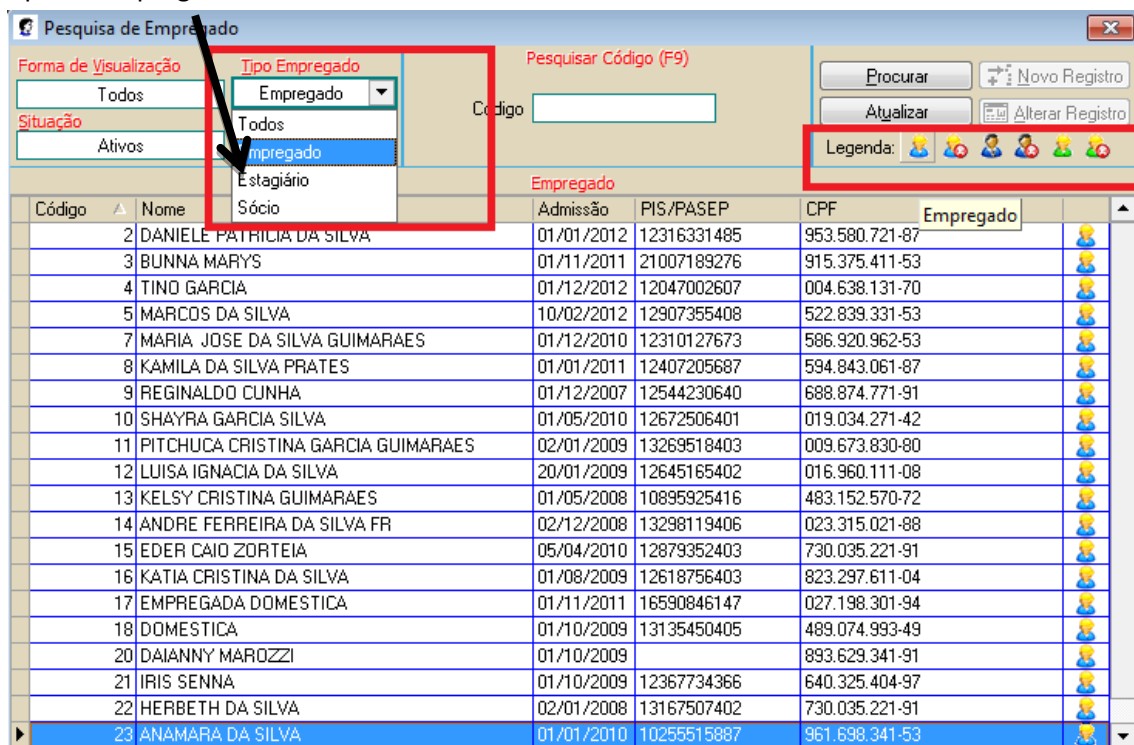 Pesquisa de Empregado
Forma de Visualização
Todos
Situação
Ativos
Tipo Empregado
Empregado
Todos
Empregado
Estagiário
Sócio
Pesquisar Código (F9)
Codigo
Procurar
Novo Registro
Atualizar
Alterar Registro
Legenda:
Empregado
Empregado
Código Nome Admissão PIS/PASEP CPF
2 DANIELE PATRICIA DA SILVA 01/01/2012 12316331485 953.580.721-87
3 BUNNA MARYS 01/11/2011 21007189276 915.375.411-53
4 TINO GARCIA 01/12/2012 12047002607 004.638.131-70
5 MARCOS DA SILVA 10/02/2012 12907355408 522.839.331-53
7 MARIA JOSE DA SILVA GUIMARAES 01/12/2010 12310127673 586.920.962-53
8 KAMILA DA SILVA PRATES 01/01/2011 12407205687 594.843.061-87
9 REGINALDO CUNHA 01/12/2007 12544230640 688.874.771-91
10 SHAYRA GARCIA SILVA 01/05/2010 12672506401 019.034.271-42
11 PITCHUCA CRISTINA GARCIA GUIMARAES 02/01/2009 13269518403 009.673.830-80
12 LUISA IGNACIA DA SILVA 20/01/2009 12645165402 016.960.111-08
13 KELSY CRISTINA GUIMARAES 01/05/2008 10895925416 483.152.570-72
14 ANDRE FERREIRA DA SILVA FR 02/12/2008 13298119406 023.315.021-88
15 EDER CAIO ZORTEIA 05/04/2010 12879352403 730.035.221-91
16 KATIA CRISTINA DA SILVA 01/08/2009 12618756403 823.297.611-04
17 EMPREGADA DOMESTICA 01/11/2011 16590846147 027.198.301-94
18 DOMESTICA 01/10/2009 13135450405 489.074.993-49
20 DAIANNY MAROZZI 01/10/2009 893.629.341-91
21 IRIS SENNA 01/10/2009 12367734366 640.325.404-97
22 HERBETH DA SILVA 02/01/2008 13167507402 730.035.221-91
23 ANAMARA DA SILVA 01/01/2010 10255515887 961.698.341-53